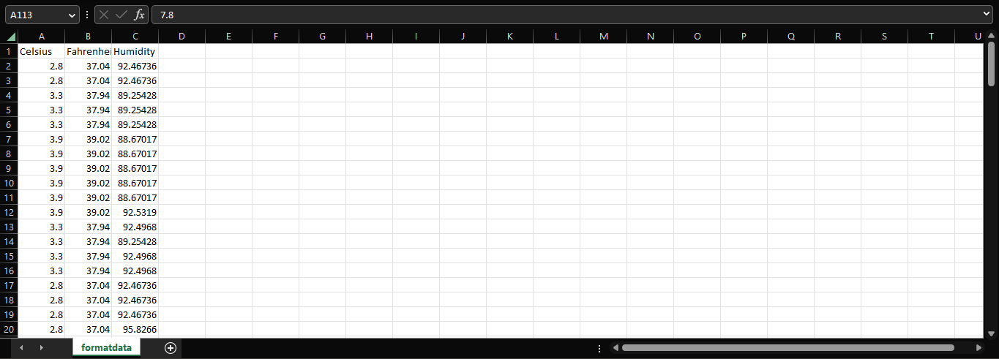 A113 fx 7.8
A B C D E F G H I J K L M N O P Q R S T U
1 Celsius Fahrenhei Humidity
2 2.8 37.04 92.46736
3 2.8 37.04 92.46736
4 3.3 37.94 89.25428
5 3.3 37.94 89.25428
6 3.3 37.94 89.25428
7 3.9 39.02 88.67017
8 3.9 39.02 88.67017
9 3.9 39.02 88.67017
10 3.9 39.02 88.67017
11 3.9 39.02 88.67017
12 3.9 39.02 92.5319
13 3.3 37.94 92.4968
14 3.3 37.94 89.25428
15 3.3 37.94 92.4968
16 3.3 37.94 92.4968
17 2.8 37.04 92.46736
18 2.8 37.04 92.46736
19 2.8 37.04 92.46736
20 2.8 37.04 95.8266
formatdata